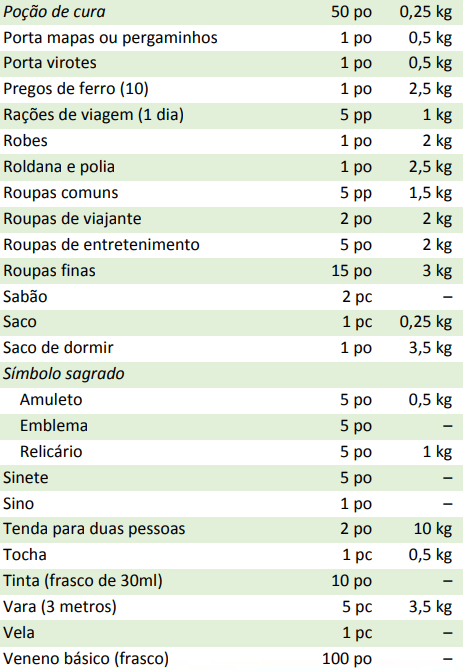 Poção de cura 50 po 0,25 kg
Porta mapas ou pergaminhos 1 po 0,5 kg
Porta virotes 1 po 0,5 kg
Pregos de ferro (10) 1 po 2,5 kg
Rações de viagem (1 dia) 5 pp 1 kg
Robes 1 po 2 kg
Roldana e polia 1 po 2,5 kg
Roupas comuns 5 pp 1,5 kg
Roupas de viajante 2 po 2 kg
Roupas de entretenimento 5 po 2 kg
Roupas finas 15 po 3 kg
Sabão 2 pc –
Saco 1 pc 0,25 kg
Saco de dormir 1 po 3,5 kg
Símbolo sagrado
Amuleto 5 po 0,5 kg
Emblema 5 po –
Relicário 5 po 1 kg
Sinete 5 po –
Sino 1 po –
Tenda para duas pessoas 2 po 10 kg
Tocha 1 pc 0,5 kg
Tinta (frasco de 30ml) 10 po –
Vara (3 metros) 5 pc 3,5 kg
Vela 1 pc –
Veneno básico (frasco) 100 po –